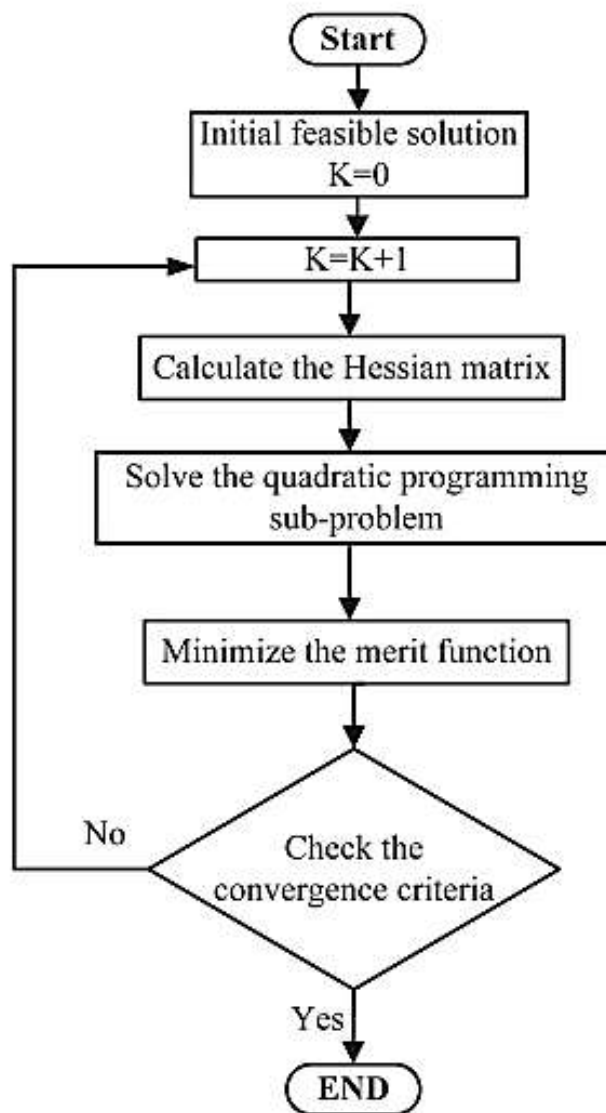 Start
Initial feasible solution
K=0
K=K+1
Calculate the Hessian matrix
Solve the quadratic programming
sub-problem
Minimize the merit function
Check the
convergence criteria
No
Yes
END